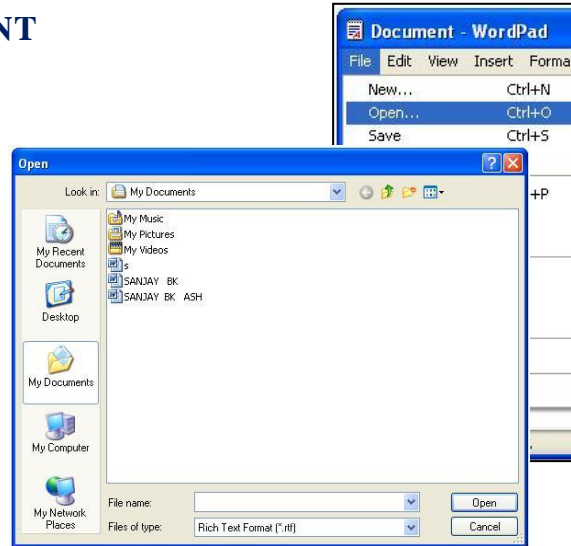 NT
Document - WordPad
File Edit View Insert Forma
New... Ctrl+N
Open... Ctrl+O
Save Ctrl+S
+P
Open
Look in: My Documents
My Recent Documents
Desktop
My Documents
My Computer
My Network Places
My Music
My Pictures
My Videos
s
SANJAY BK
SANJAY BK ASH
File name: Open
Files of type: Rich Text Format (*.rtf) Cancel